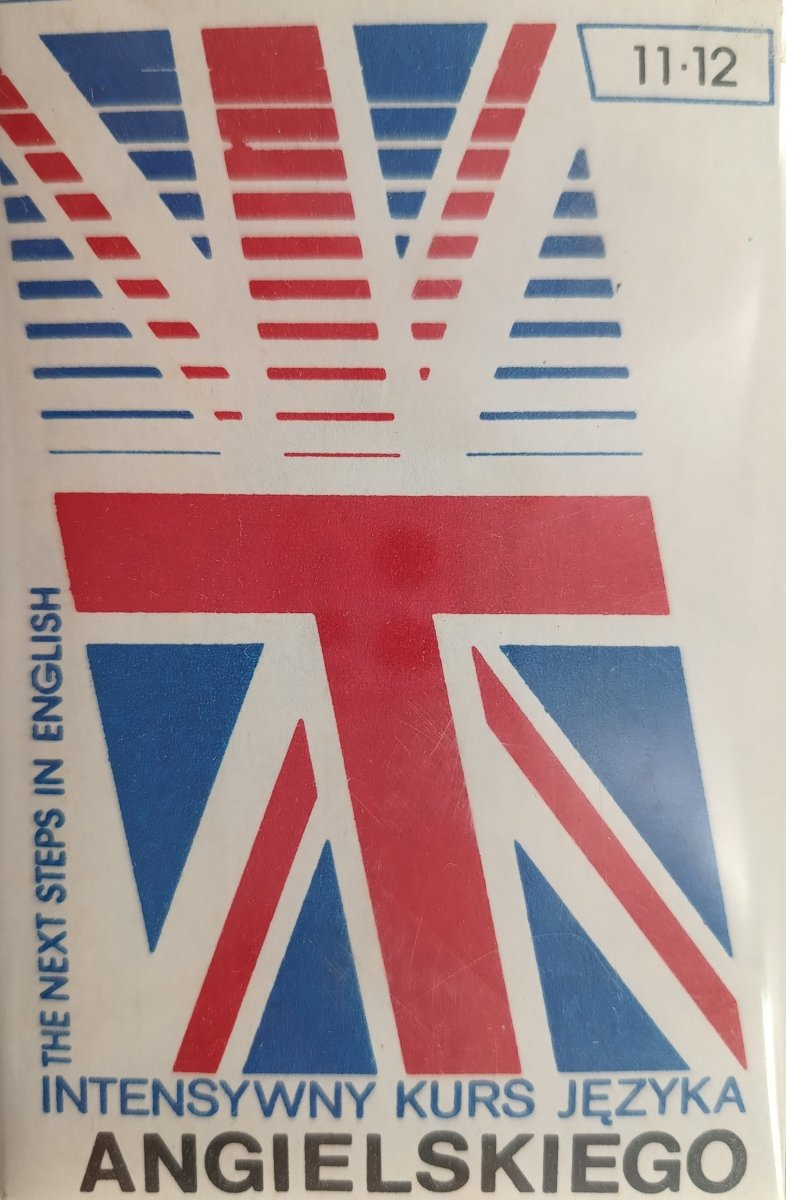 11·12
THE NEXT STEPS IN ENGLISH
INTENSYWNY KURS JĘZYKA
ANGIELSKIEGO